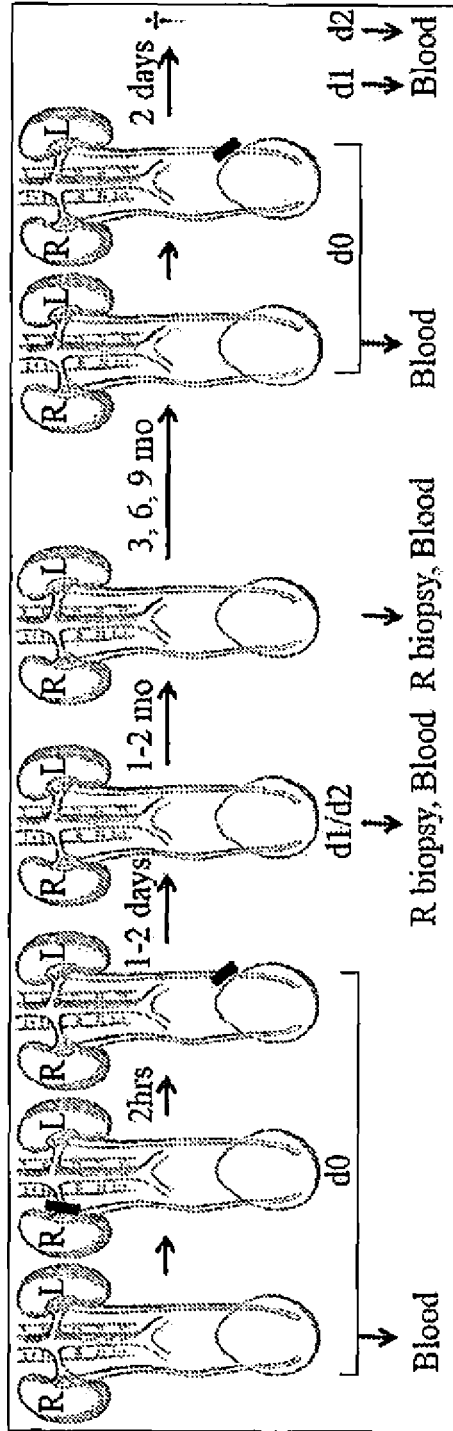 R L R L R L R L R L R L R L
2hrs 1-2 days 1-2 mo 3, 6, 9 mo 2 days †
d0 d1/d2 d0 d1 d2
Blood R biopsy, Blood R biopsy, Blood Blood Blood